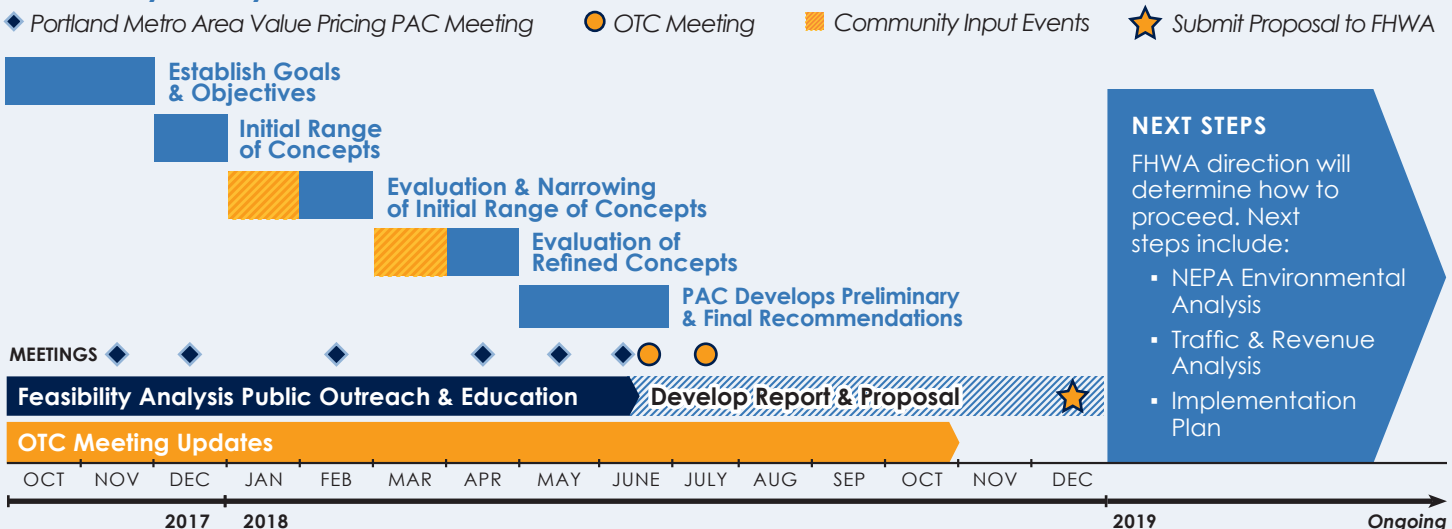 Portland Metro Area Value Pricing PAC Meeting
OTC Meeting
Community Input Events
Submit Proposal to FHWA
Establish Goals
& Objectives
Initial Range
of Concepts
Evaluation & Narrowing
of Initial Range of Concepts
Evaluation of
Refined Concepts
PAC Develops Preliminary
& Final Recommendations
NEXT STEPS
FHWA direction will
determine how to
proceed. Next
steps include:
▪ NEPA Environmental
Analysis
▪ Traffic & Revenue
Analysis
▪ Implementation
Plan
MEETINGS
Feasibility Analysis Public Outreach & Education
Develop Report & Proposal
OTC Meeting Updates
OCT NOV DEC JAN FEB MAR APR MAY JUNE JULY AUG SEP OCT NOV DEC
2017 2018 2019 Ongoing